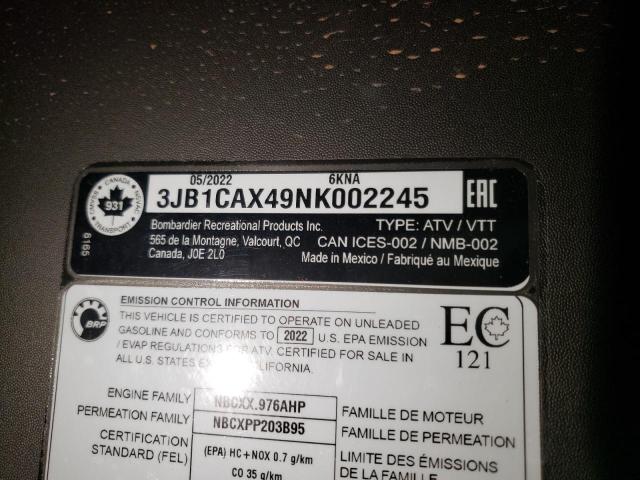 05/2022 6KNA
3JB1CAX49NK002245
CANADA
931
TRANSPORT
6165
EAC
Bombardier Recreational Products Inc. TYPE: ATV / VTT
565 de la Montagne, Valcourt, QC CAN ICES-002 / NMB-002
Canada, J0E 2L0 Made in Mexico / Fabriqué au Mexique
BRP
EMISSION CONTROL INFORMATION
THIS VEHICLE IS CERTIFIED TO OPERATE ON UNLEADED
GASOLINE AND CONFORMS TO 2022 U.S. EPA EMISSION
/ EVAP REGULATIONS FOR ATV. CERTIFIED FOR SALE IN
ALL U.S. STATES CALIFORNIA.
EC
121
ENGINE FAMILY NBCXX.976AHP FAMILLE DE MOTEUR
PERMEATION FAMILY NBCXPP203B95 FAMILLE DE PERMEATION
CERTIFICATION (EPA) HC+NOX 0.7 g/km LIMITE DES ÉMISSIONS
STANDARD (FEL) CO 35 g/km DE LA FAMILLE